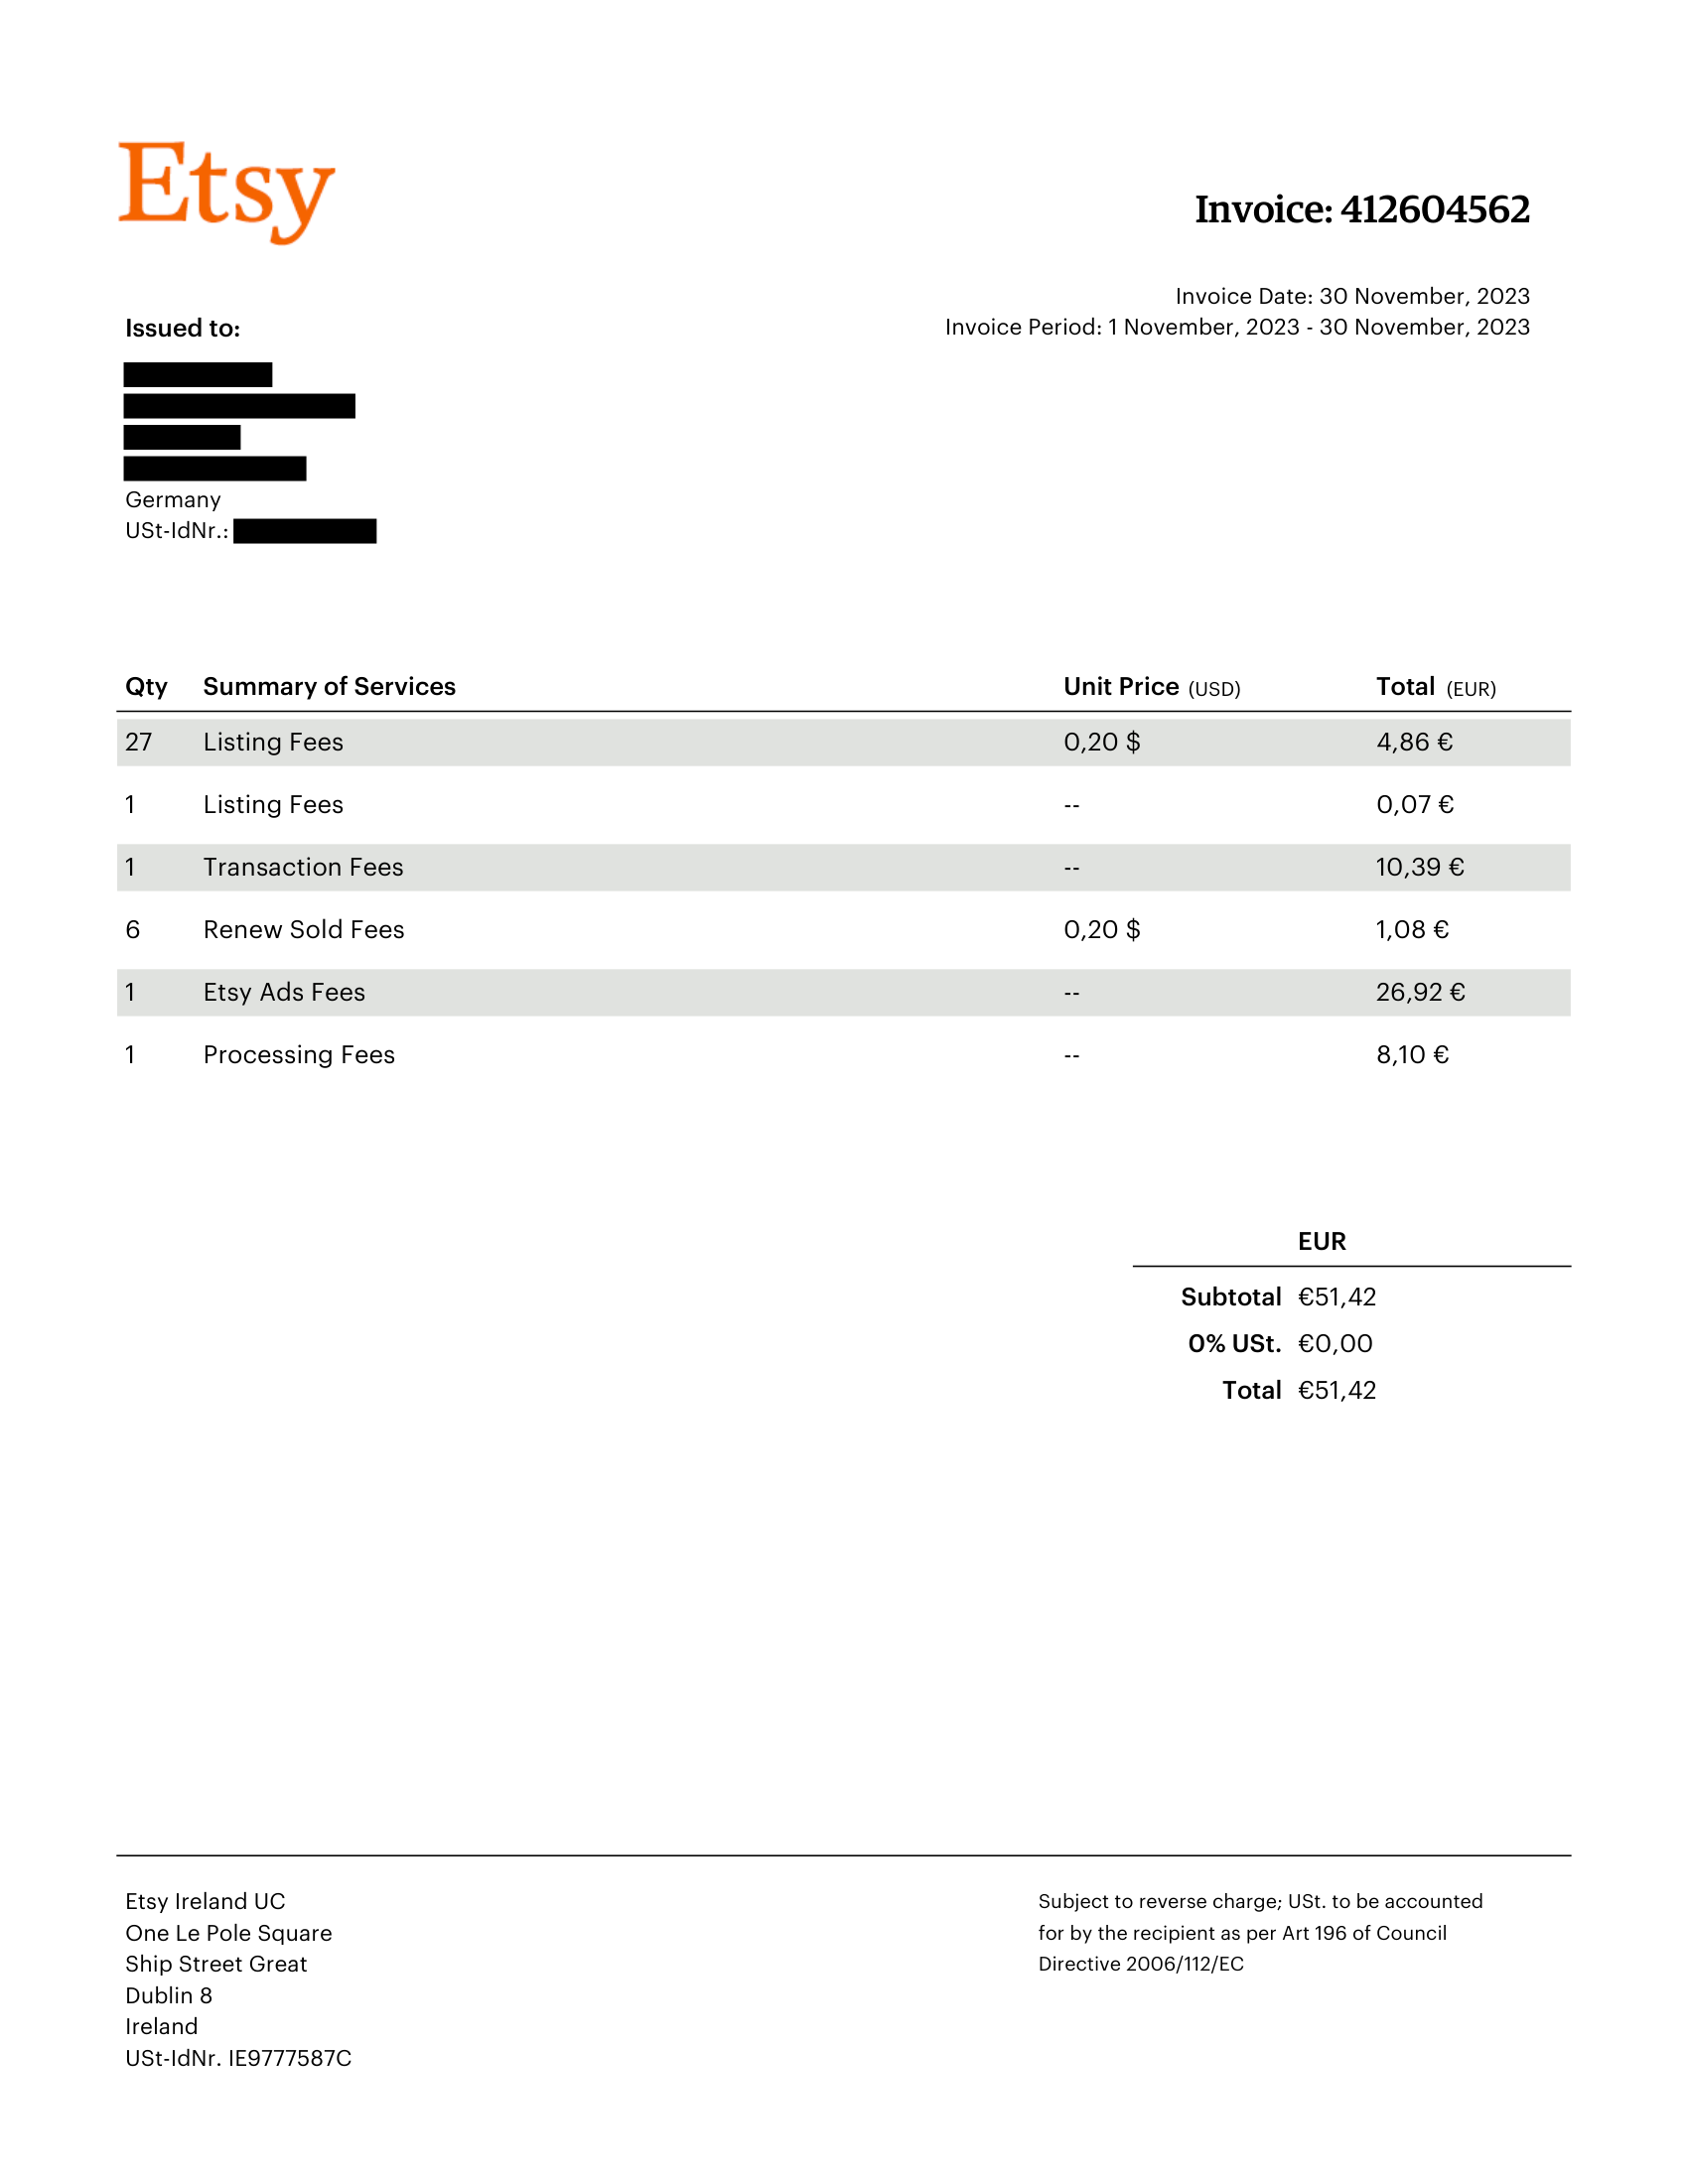 Etsy
Invoice: 412604562
Invoice Date: 30 November, 2023
Invoice Period: 1 November, 2023 - 30 November, 2023
Issued to:
Germany
USt-IdNr.:
Qty Summary of Services Unit Price (USD) Total (EUR)
27 Listing Fees 0,20 $ 4,86 €
1 Listing Fees -- 0,07 €
1 Transaction Fees -- 10,39 €
6 Renew Sold Fees 0,20 $ 1,08 €
1 Etsy Ads Fees -- 26,92 €
1 Processing Fees -- 8,10 €
EUR
Subtotal €51,42
0% USt. €0,00
Total €51,42
Etsy Ireland UC
One Le Pole Square
Ship Street Great
Dublin 8
Ireland
USt-IdNr. IE9777587C
Subject to reverse charge; USt. to be accounted
for by the recipient as per Art 196 of Council
Directive 2006/112/EC